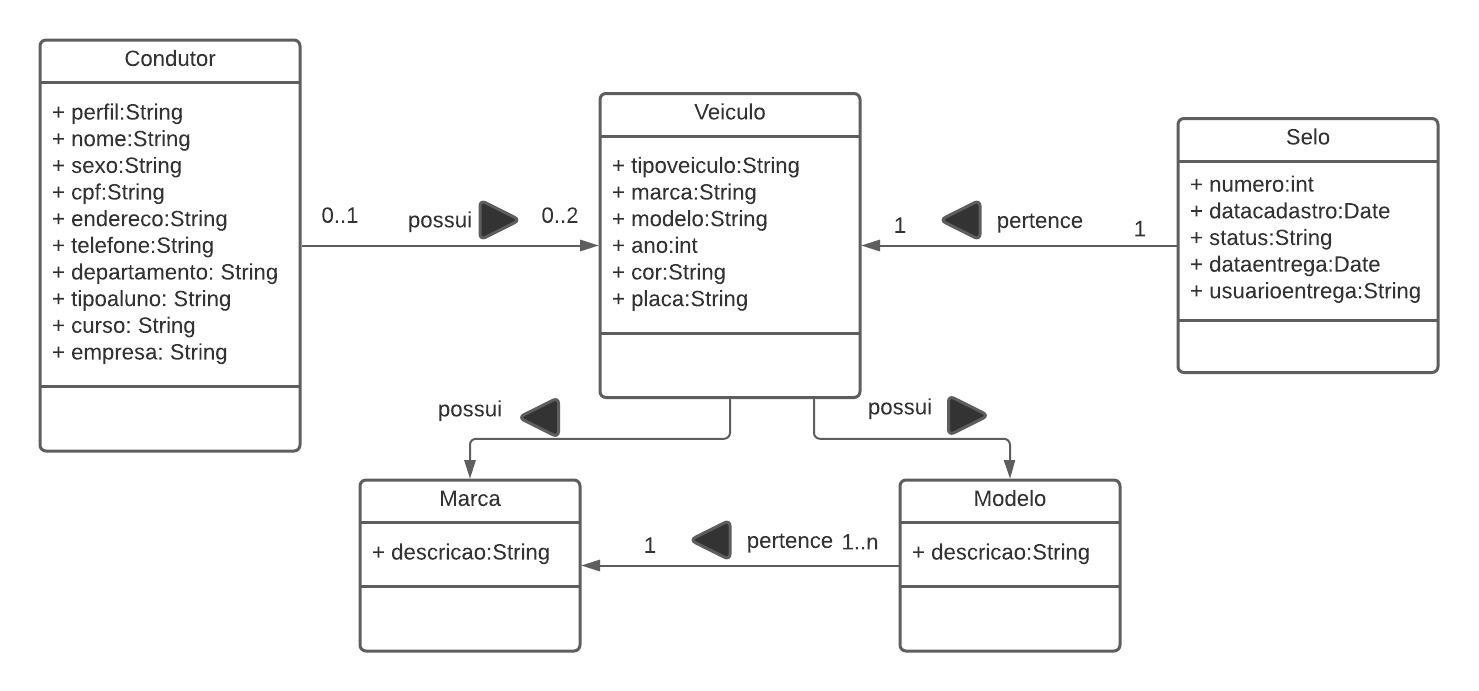 Condutor
+ perfil:String
+ nome:String
+ sexo:String
+ cpf:String
+ endereco:String
+ telefone:String
+ departamento: String
+ tipoaluno: String
+ curso: String
+ empresa: String
0..1
possui
0..2
Veiculo
+ tipoveiculo:String
+ marca:String
+ modelo:String
+ ano:int
+ cor:String
+ placa:String
1
pertence
1
Selo
+ numero:int
+ datacadastro:Date
+ status:String
+ dataentrega:Date
+ usuarioentrega:String
possui
possui
Marca
+ descricao:String
1
pertence
1..n
Modelo
+ descricao:String